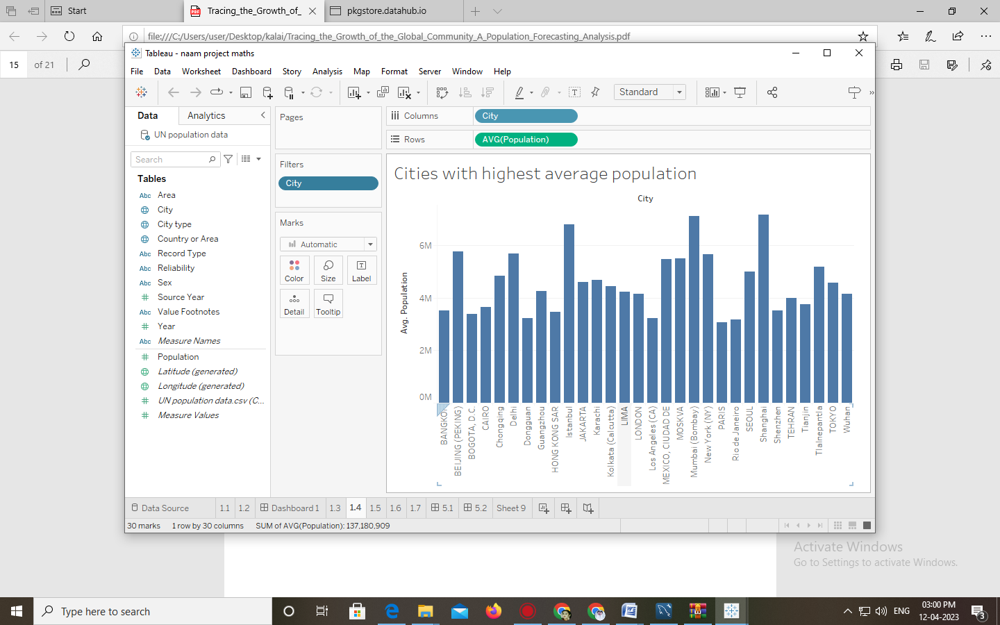 Start
Tracing_the_Growth_of_
pkgstore.datahub.io
file:///C:/Users/user/Desktop/kalai/Tracing_the_Growth_of_the_Global_Community_A_Population_Forecasting_Analysis.pdf
15 of 21
Tableau - naam project maths
File Data Worksheet Dashboard Story Analysis Map Format Server Window Help
Standard
Data Analytics
UN population data
Search
Tables
Abc Area
City
City type
Country or Area
Abc Record Type
Abc Reliability
Abc Sex
Source Year
Abc Value Footnotes
Year
Abc Measure Names
Population
Latitude (generated)
Longitude (generated)
UN population data.csv (C...
Measure Values
Pages
Filters
City
Marks
Automatic
Color Size Label
Detail Tooltip
Columns City
Rows AVG(Population)
Cities with highest average population
City
Avg. Population
6M
4M
2M
0M
BANGKOK
BEIJING (PEKING)
BOGOTA, D.C.
CAIRO
Chongqing
Delhi
Dongguan
Guangzhou
HONG KONG SAR
Istanbul
JAKARTA
Karachi
Kolkata (Calcutta)
LIMA
LONDON
Los Angeles (CA)
MEXICO, CIUDAD DE
MOSKVA
Mumbai (Bombay)
New York (NY)
PARIS
Rio de Janeiro
SEOUL
Shanghai
Shenzhen
TEHRAN
Tianjin
Tlalnepantla
TOKYO
Wuhan
Data Source 1.1 1.2 Dashboard 1 1.3 1.4 1.5 1.6 1.7 5.1 5.2 Sheet 9
30 marks 1 row by 30 columns SUM of AVG(Population): 137,180,909
Activate Windows
Go to Settings to activate Windows.
Type here to search
ENG
03:00 PM
12-04-2023
3